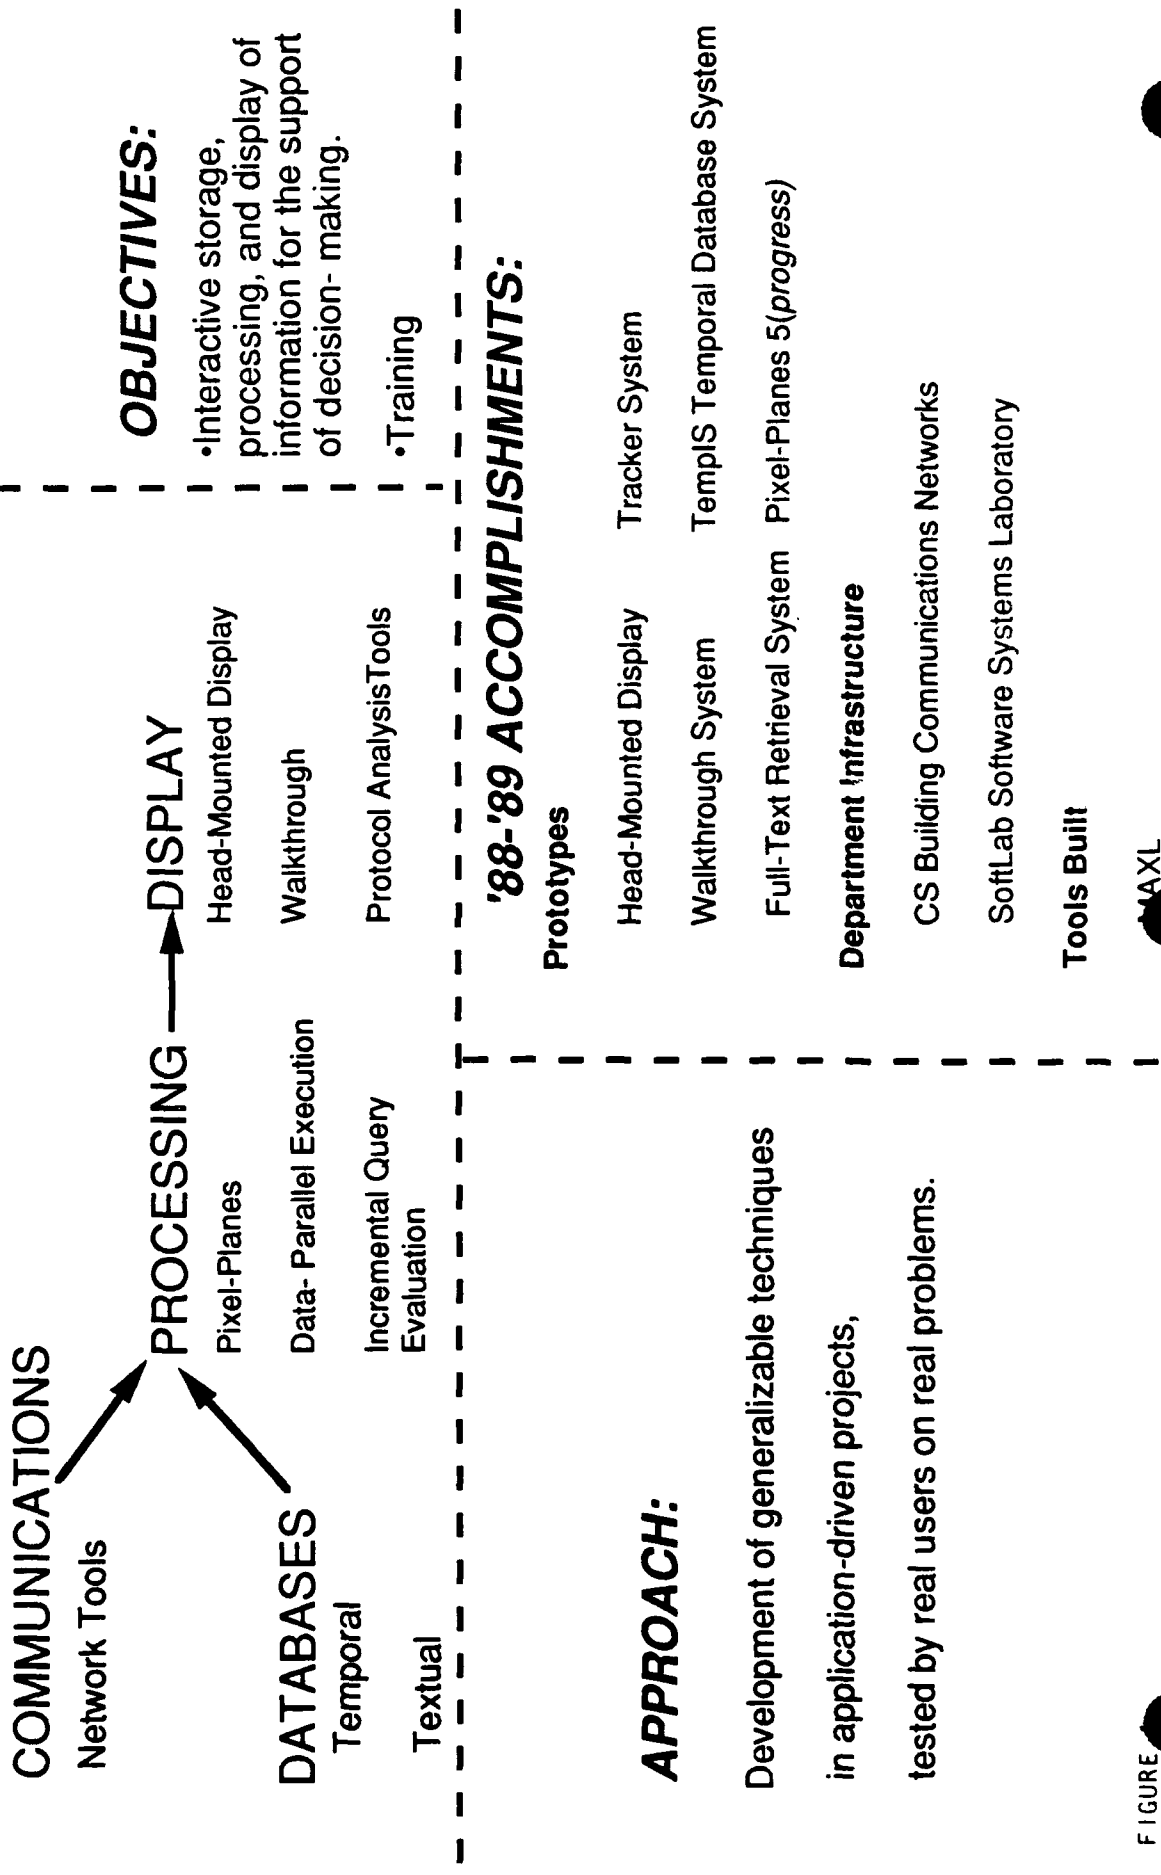 COMMUNICATIONS
Network Tools
DATABASES
Temporal
Textual
PROCESSING
Pixel-Planes
Data- Parallel Execution
Incremental Query
Evaluation
DISPLAY
Head-Mounted Display
Walkthrough
Protocol AnalysisTools
OBJECTIVES:
•Interactive storage,
processing, and display of
information for the support
of decision- making.
•Training
APPROACH:
Development of generalizable techniques
in application-driven projects,
tested by real users on real problems.
'88-'89 ACCOMPLISHMENTS:
Prototypes
Head-Mounted Display Tracker System
Walkthrough System TempIS Temporal Database System
Full-Text Retrieval System Pixel-Planes 5(progress)
Department Infrastructure
CS Building Communications Networks
SoftLab Software Systems Laboratory
Tools Built
FIGURE